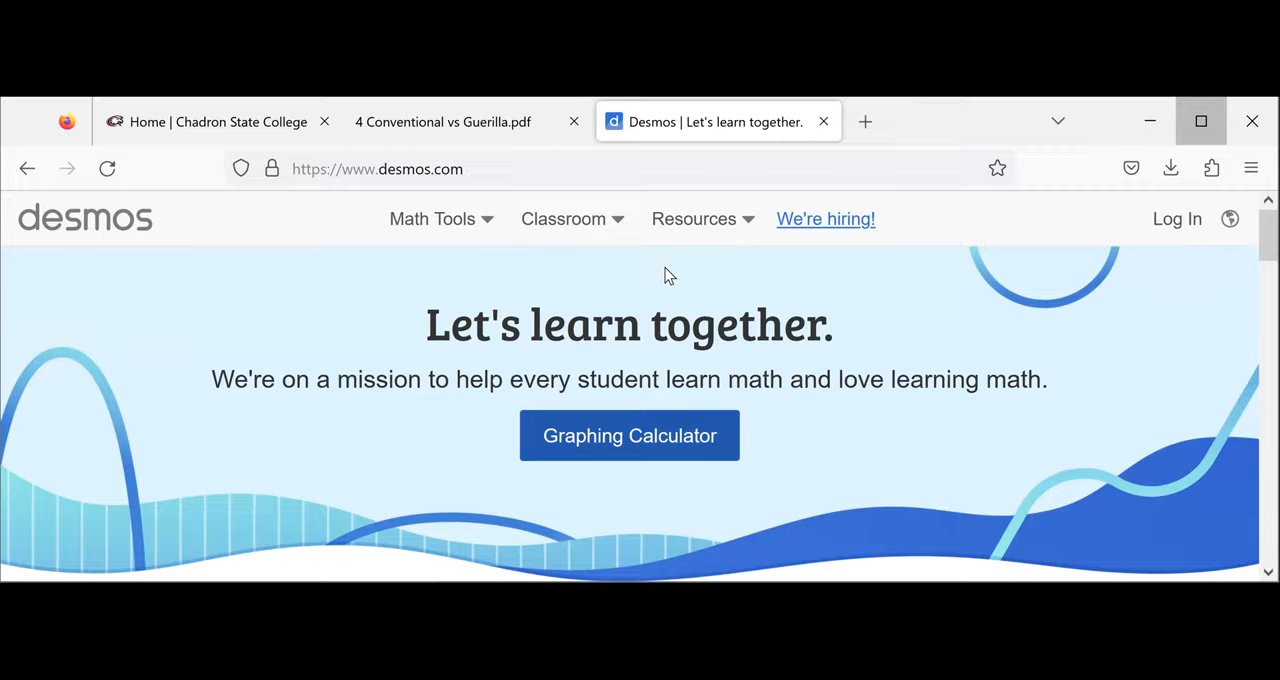 Home | Chadron State College
4 Conventional vs Guerilla.pdf
d
Desmos | Let's learn together.
https://www.desmos.com
desmos
Math Tools
Classroom
Resources
We're hiring!
Log In
Let's learn together.
We're on a mission to help every student learn math and love learning math.
Graphing Calculator